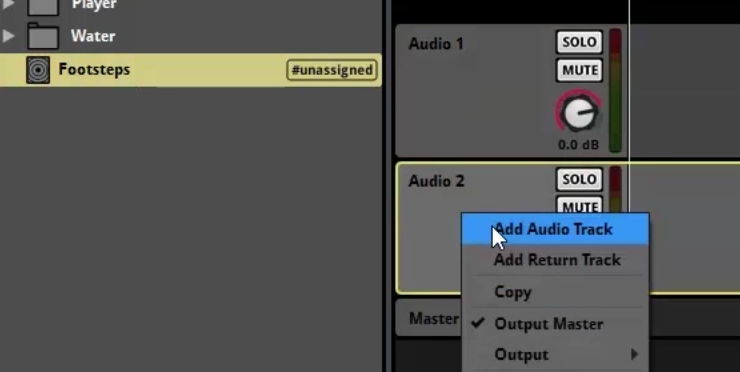 Player
Water
Footsteps
#unassigned
Audio 1
SOLO
MUTE
0.0 dB
Audio 2
SOLO
MUTE
Add Audio Track
Add Return Track
Copy
Output Master
Output
Master